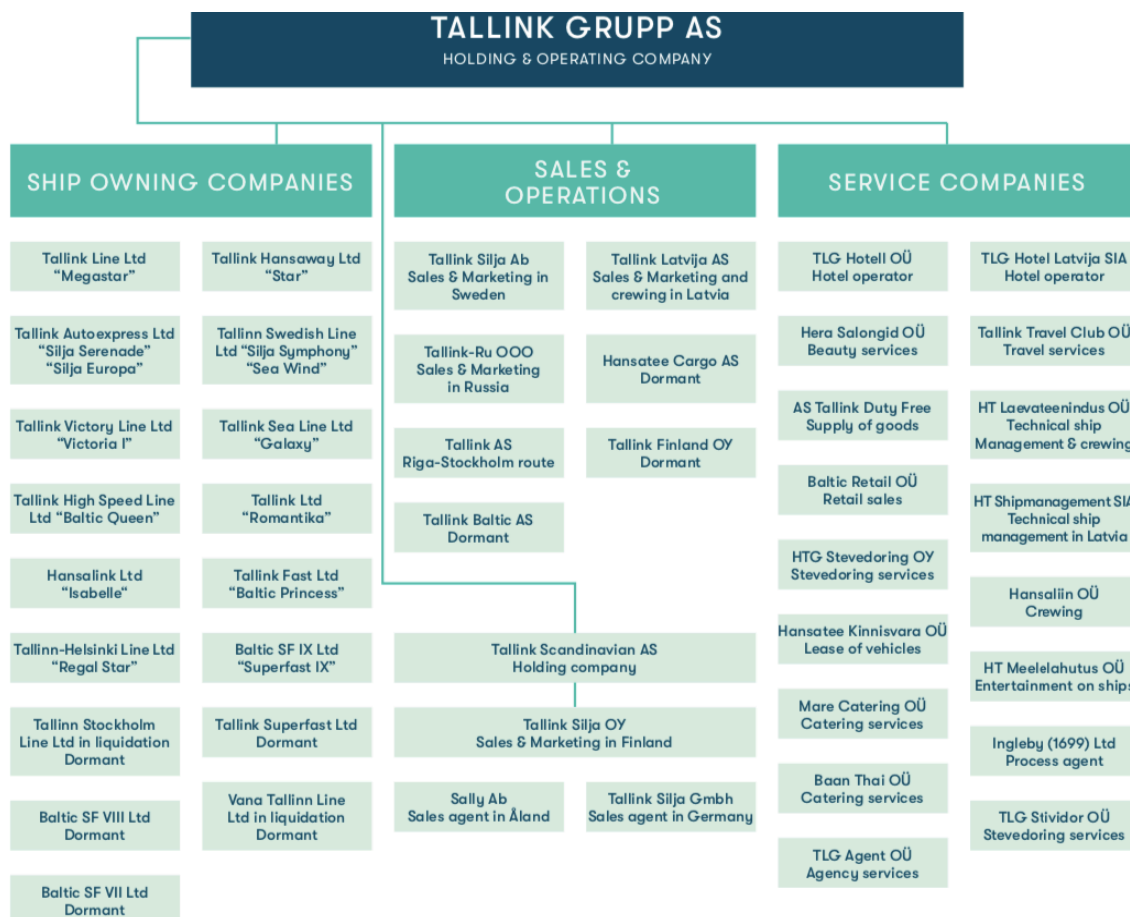 TALLINK GRUPP AS
HOLDING & OPERATING COMPANY
SHIP OWNING COMPANIES
Tallink Line Ltd
“Megastar”
Tallink Hansaway Ltd
“Star”
Tallink Autoexpress Ltd
“Silja Serenade”
“Silja Europa”
Tallinn Swedish Line
Ltd “Silja Symphony”
“Sea Wind”
Tallink Victory Line Ltd
“Victoria I”
Tallink Sea Line Ltd
“Galaxy”
Tallink High Speed Line
Ltd “Baltic Queen”
Tallink Ltd
“Romantika”
Hansalink Ltd
“Isabelle“
Tallink Fast Ltd
“Baltic Princess”
Tallinn-Helsinki Line Ltd
“Regal Star”
Baltic SF IX Ltd
“Superfast IX”
Tallinn Stockholm
Line Ltd in liquidation
Dormant
Tallink Superfast Ltd
Dormant
Baltic SF VIII Ltd
Dormant
Vana Tallinn Line
Ltd in liquidation
Dormant
Baltic SF VII Ltd
Dormant
SALES &
OPERATIONS
Tallink Silja Ab
Sales & Marketing in
Sweden
Tallink Latvija AS
Sales & Marketing and
crewing in Latvia
Tallink-Ru OOO
Sales & Marketing
in Russia
Hansatee Cargo AS
Dormant
Tallink AS
Riga-Stockholm route
Tallink Finland OY
Dormant
Tallink Baltic AS
Dormant
Tallink Scandinavian AS
Holding company
Tallink Silja OY
Sales & Marketing in Finland
Sally Ab
Sales agent in Åland
Tallink Silja Gmbh
Sales agent in Germany
SERVICE COMPANIES
TLG Hotell OÜ
Hotel operator
TLG Hotel Latvija SIA
Hotel operator
Hera Salongid OÜ
Beauty services
Tallink Travel Club OÜ
Travel services
AS Tallink Duty Free
Supply of goods
HT Laevateenindus OÜ
Technical ship
Management & crewing
Baltic Retail OÜ
Retail sales
HT Shipmanagement SIA
Technical ship
management in Latvia
HTG Stevedoring OY
Stevedoring services
Hansaliin OÜ
Crewing
Hansatee Kinnisvara OÜ
Lease of vehicles
HT Meelelahutus OÜ
Entertainment on ships
Mare Catering OÜ
Catering services
Ingleby (1699) Ltd
Process agent
Baan Thai OÜ
Catering services
TLG Stividor OÜ
Stevedoring services
TLG Agent OÜ
Agency services